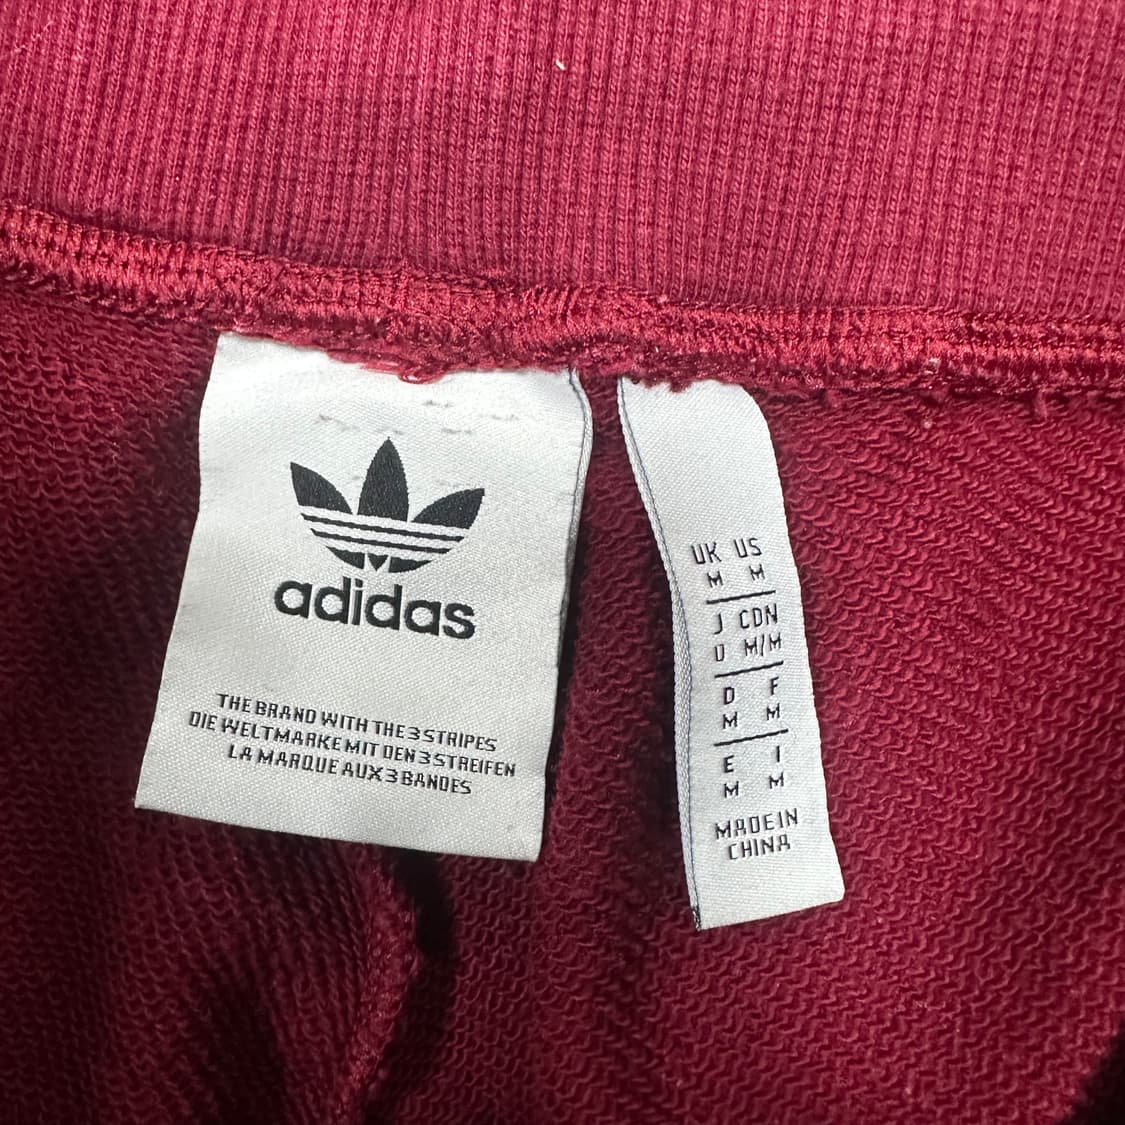 adidas
THE BRAND WITH THE 3 STRIPES
DIE WELTMARKE MIT DEN 3 STREIFEN
LA MARQUE AUX 3 BANDES
UK US
M M
J CDN
U M/M
D F
M M
E I
M M
MADE IN
CHINA